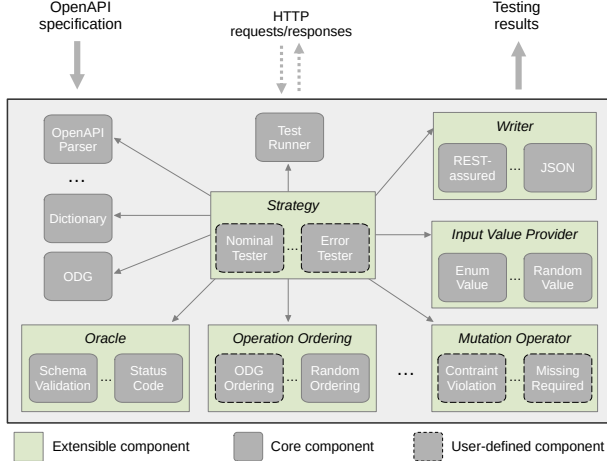 OpenAPI
specification
HTTP
requests/responses
Testing
results
OpenAPI
Parser
...
Dictionary
ODG
Test
Runner
Strategy
Nominal
Tester
...
Error
Tester
Writer
REST-
assured
...
JSON
Input Value Provider
Enum
Value
...
Random
Value
Oracle
Schema
Validation
...
Status
Code
Operation Ordering
ODG
Ordering
...
Random
Ordering
...
Mutation Operator
Contraint
Violation
...
Missing
Required
Extensible component
Core component
User-defined component